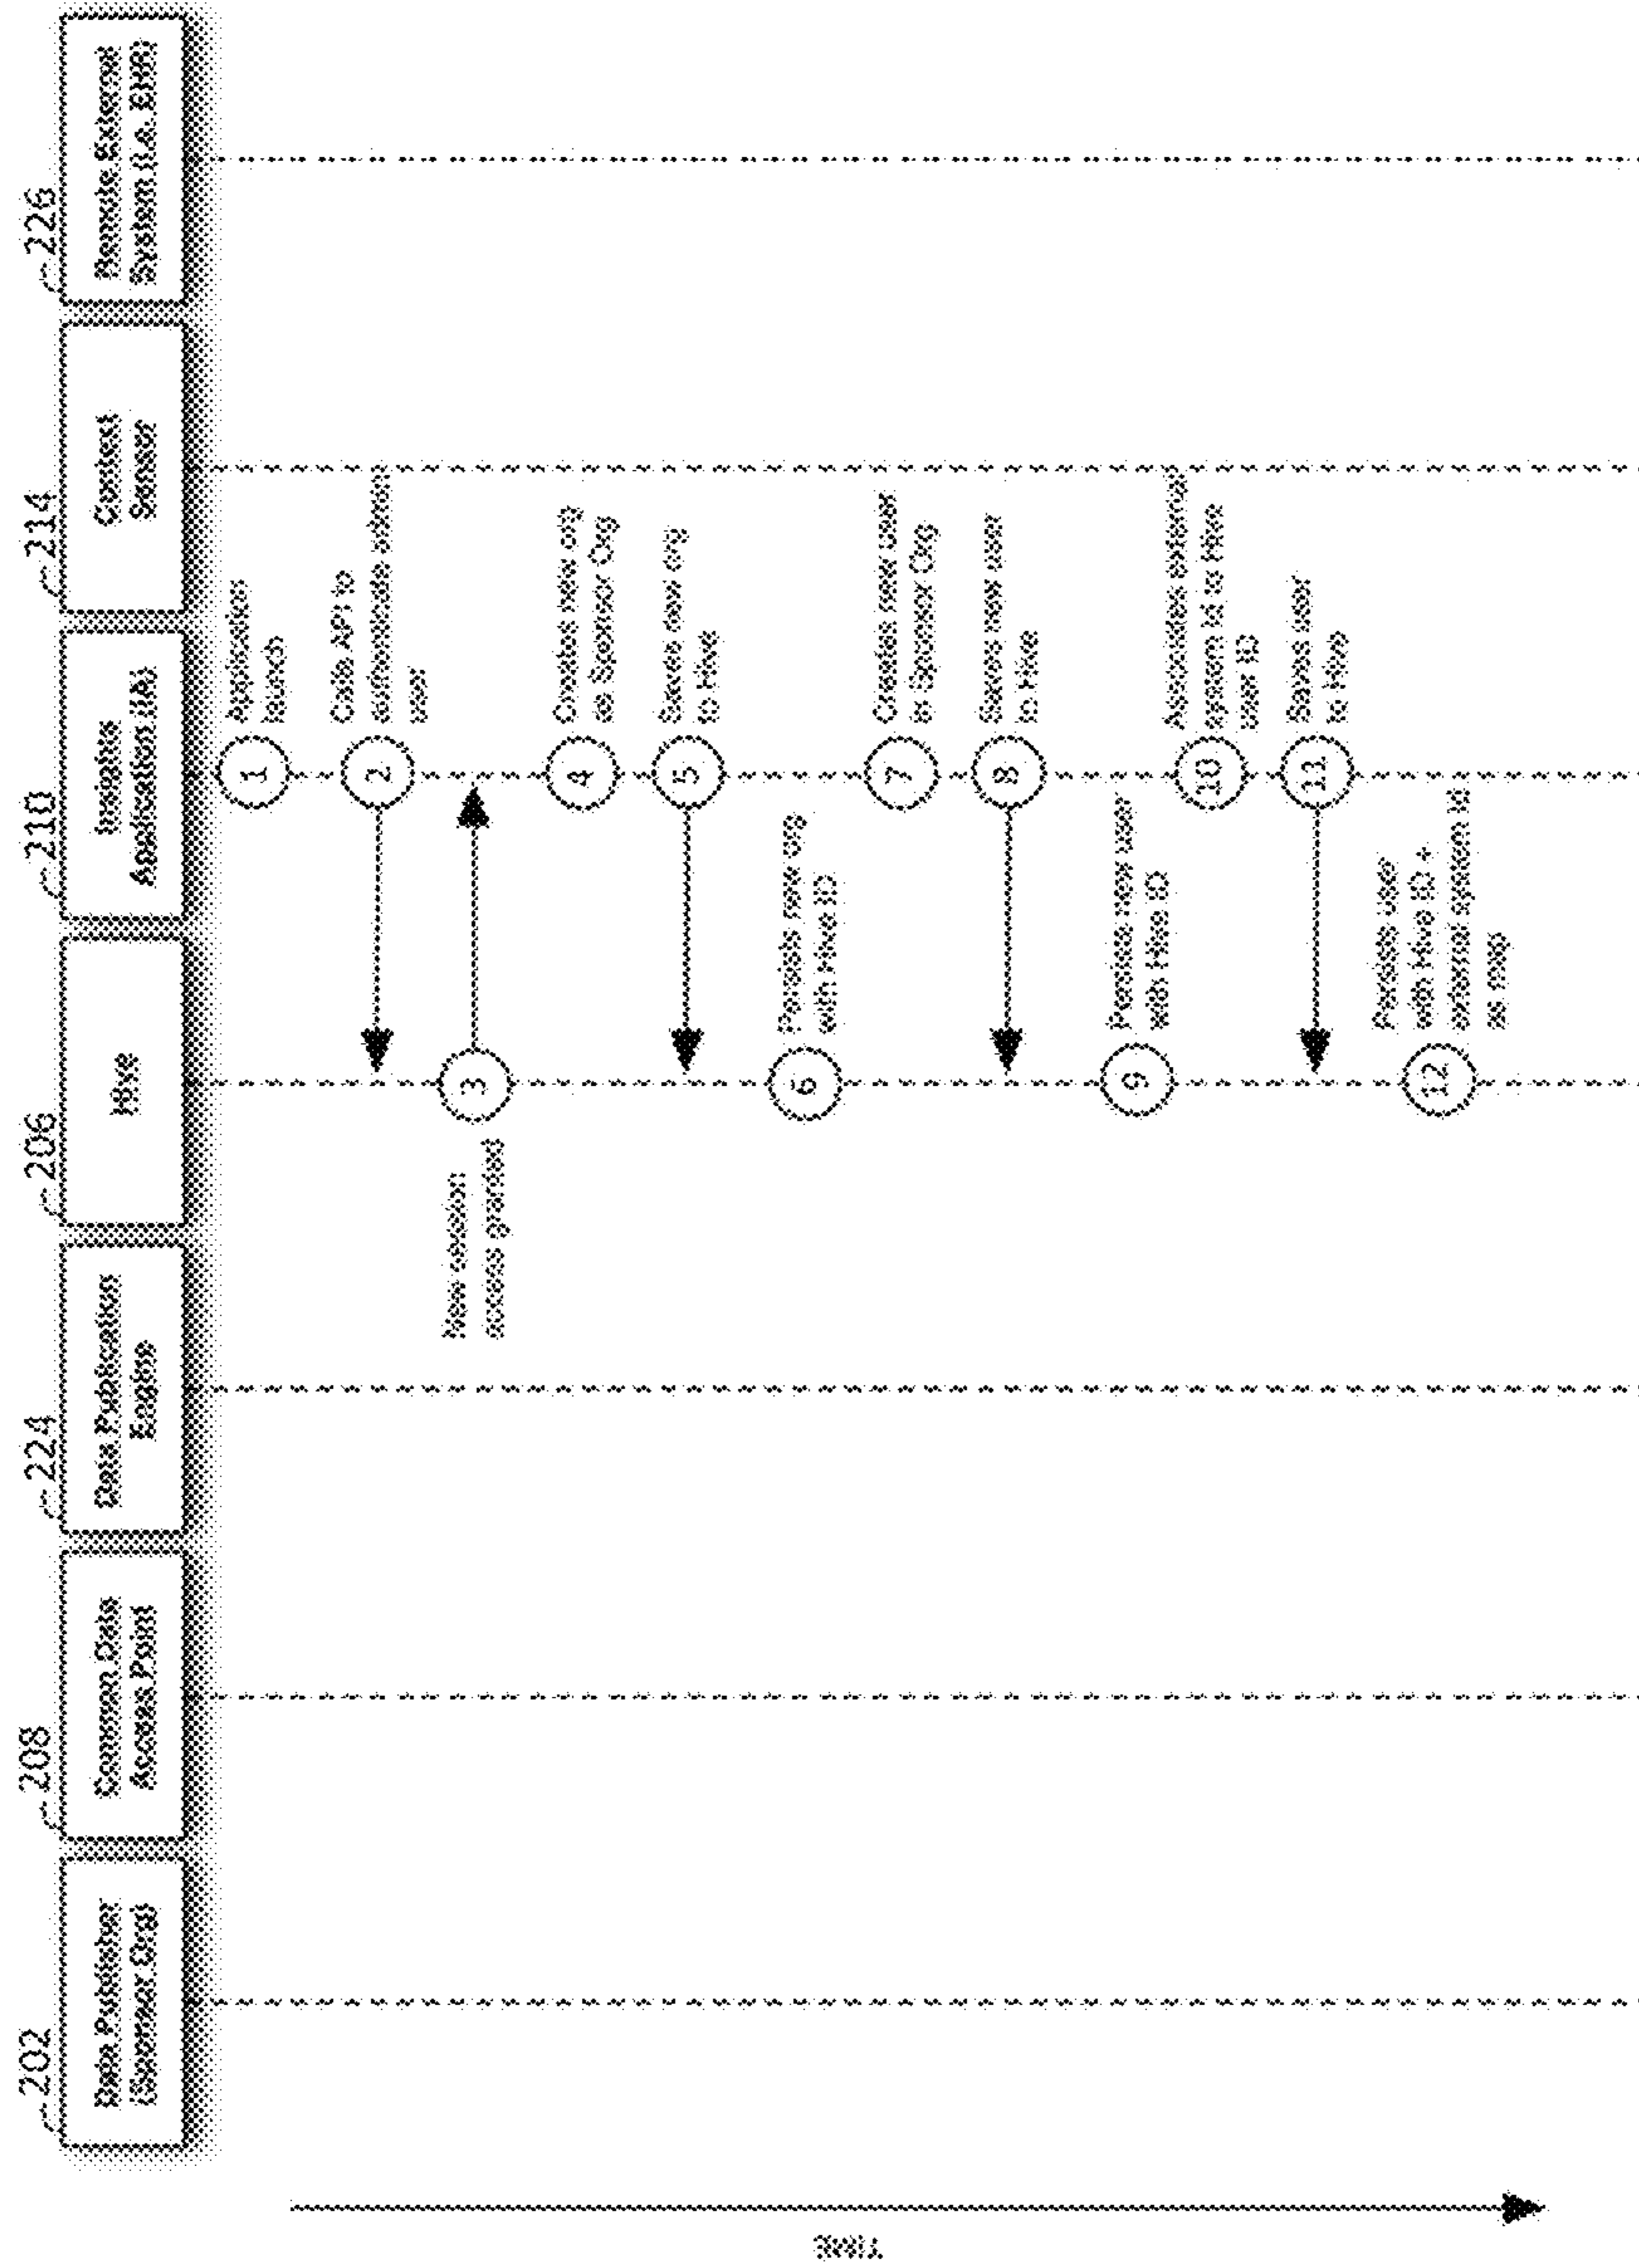 202
Data Publisher
(Sponsor Org)
208
Common Data
Access Point
224
Data Publication
Engine
206
Hive
210
Insights
Application (IA)
214
Context
Sensor
226
Remote External
System (i.e. EHR)
TIME
1
Application
launch
2
Calls API to
authenticate admin
user
3
New session
access granted
4
Creates new org
as Sponsor Org
5
Saves new org
to Hive
6
Persists new org
with Hive ID
7
Creates new user
in Sponsor Org
8
Saves new user
to Hive
9
Persists new user
with Hive ID
10
Associates external
system id to Hive
user ID
11
Saves user
to Hive
12
Persists user
with Hive ID +
external system id
as map